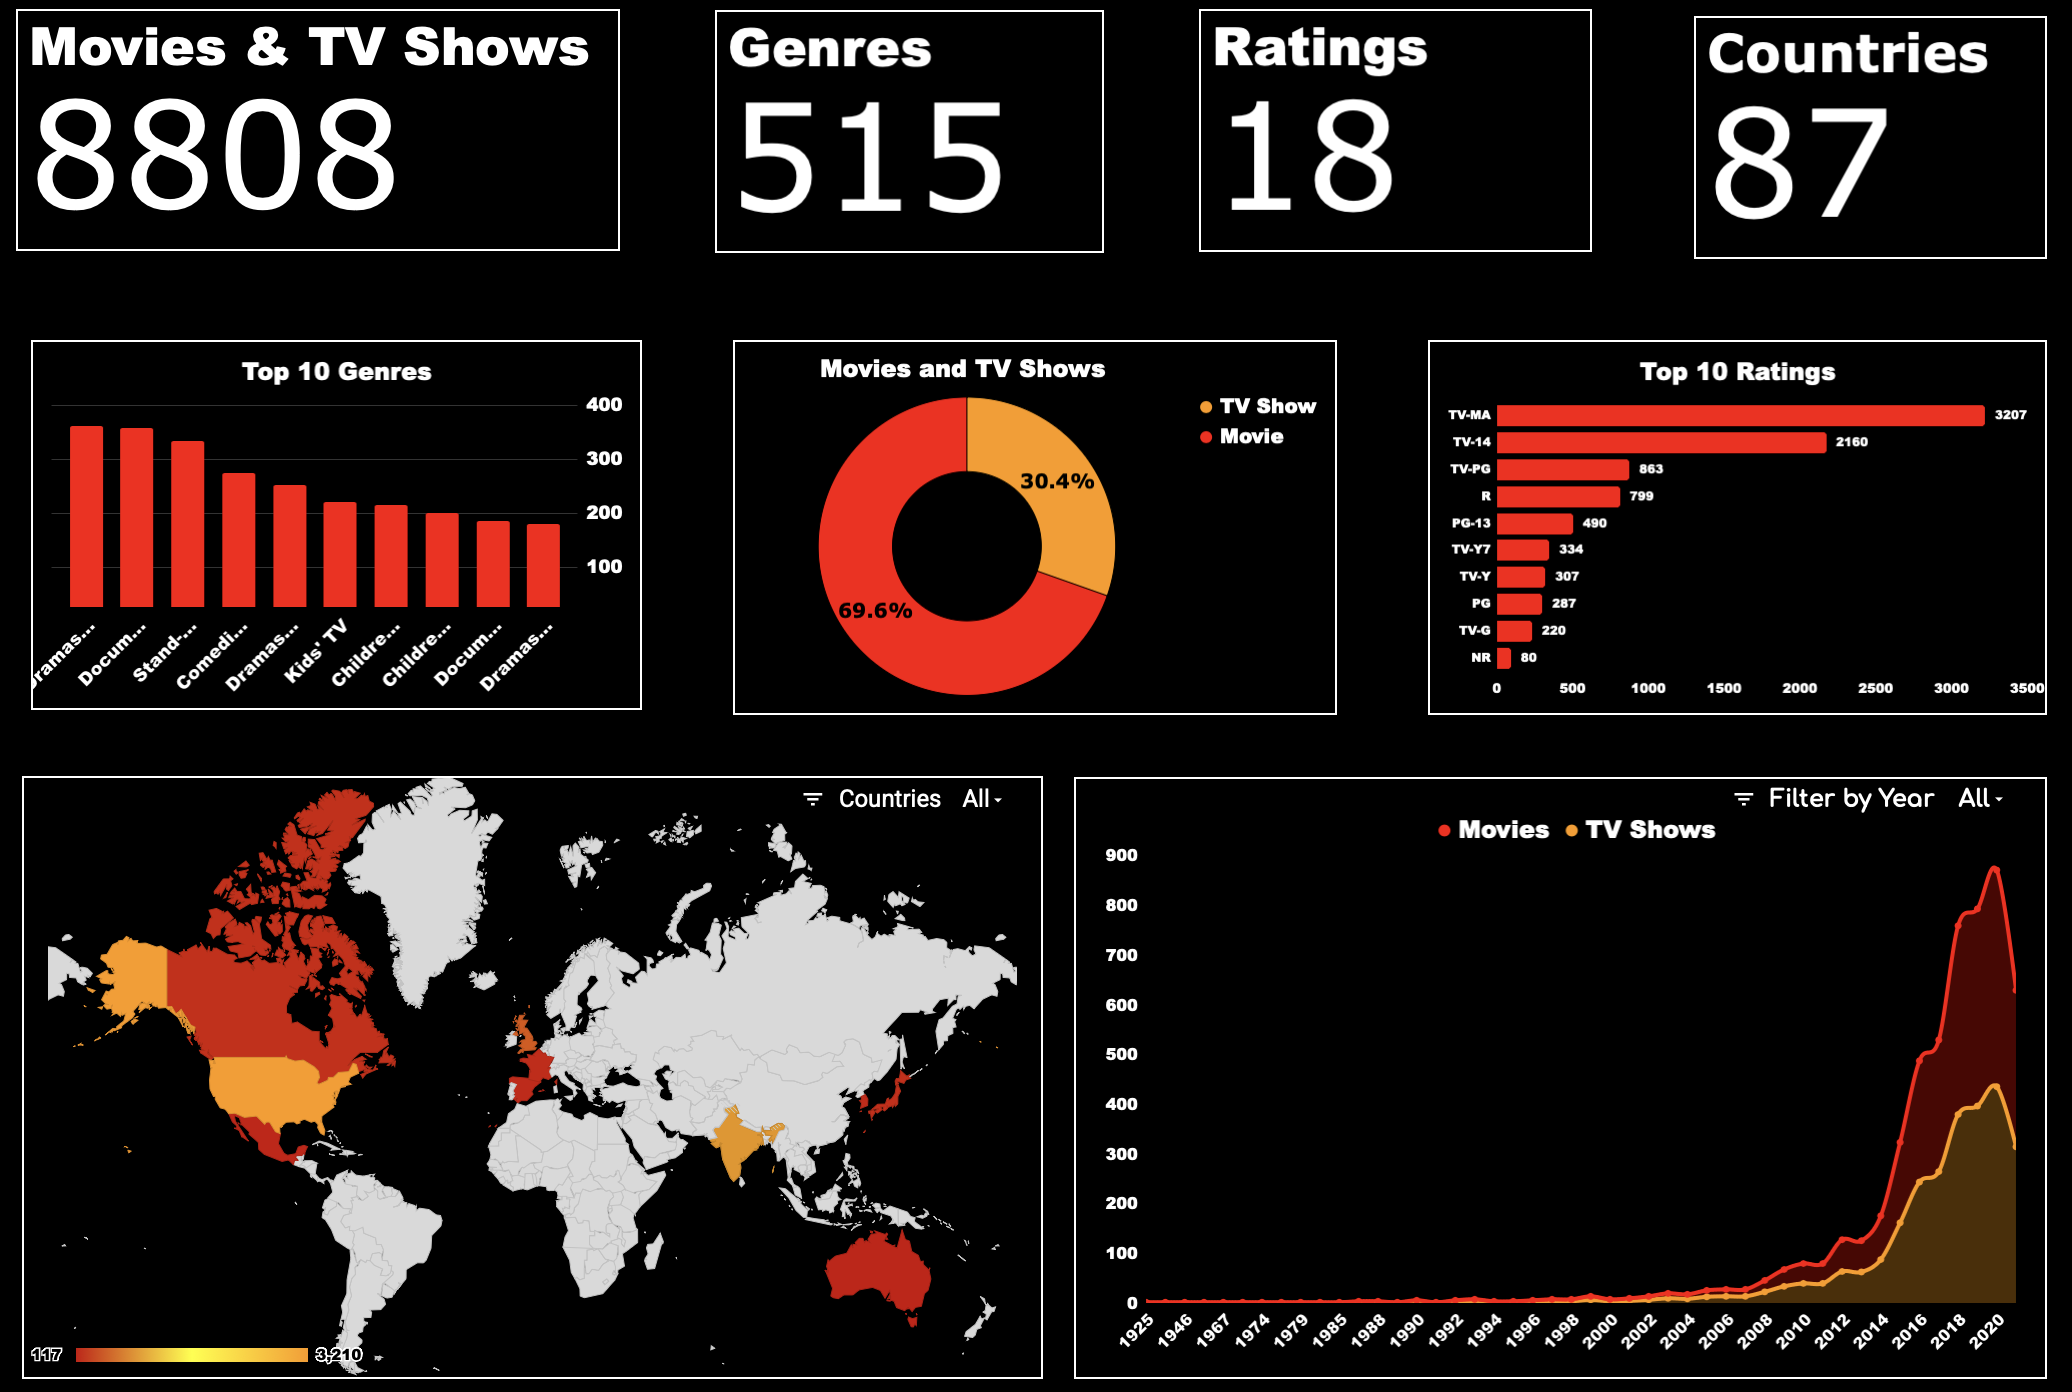 Movies & TV Shows
8808
Genres
515
Ratings
18
Countries
87
Top 10 Genres
400
300
200
100
Dramas...
Docum...
Stand-...
Comedi...
Dramas...
Kids' TV
Childre...
Childre...
Docum...
Dramas...
Movies and TV Shows
TV Show
Movie
30.4%
69.6%
Top 10 Ratings
TV-MA 3207
TV-14 2160
TV-PG 863
R 799
PG-13 490
TV-Y7 334
TV-Y 307
PG 287
TV-G 220
NR 80
0 500 1000 1500 2000 2500 3000 3500
Countries All
117 3,210
Filter by Year All
Movies TV Shows
900
800
700
600
500
400
300
200
100
0
1925 1946 1967 1974 1979 1985 1988 1990 1992 1994 1996 1998 2000 2002 2004 2006 2008 2010 2012 2014 2016 2018 2020